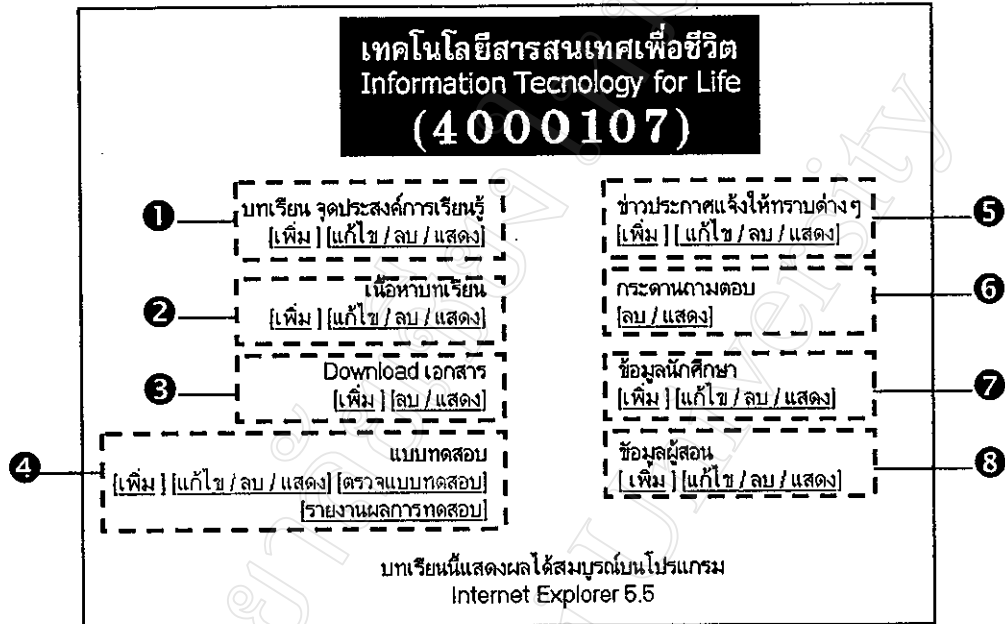 เทคโนโลยีสารสนเทศเพื่อชีวิต
Information Tecnology for Life
(4000107)
❶
บทเรียน จุดประสงค์การเรียนรู้
[เพิ่ม ] [แก้ไข / ลบ / แสดง]
❷
เนื้อหาบทเรียน
[เพิ่ม ] [แก้ไข / ลบ / แสดง]
❸
Download เอกสาร
[เพิ่ม ] [ลบ / แสดง]
❹
แบบทดสอบ
[เพิ่ม ] [แก้ไข / ลบ / แสดง] [ตรวจแบบทดสอบ]
[รายงานผลการทดสอบ]
❺
ข่าวประกาศแจ้งให้ทราบต่าง ๆ
[เพิ่ม ] [ แก้ไข / ลบ / แสดง]
❻
กระดานถามตอบ
[ลบ / แสดง]
❼
ข้อมูลนักศึกษา
[เพิ่ม ] [แก้ไข / ลบ / แสดง]
❽
ข้อมูลผู้สอน
[ เพิ่ม ] [แก้ไข / ลบ / แสดง]
บทเรียนนี้แสดงผลได้สมบูรณ์บนโปรแกรม
Internet Explorer 5.5
University